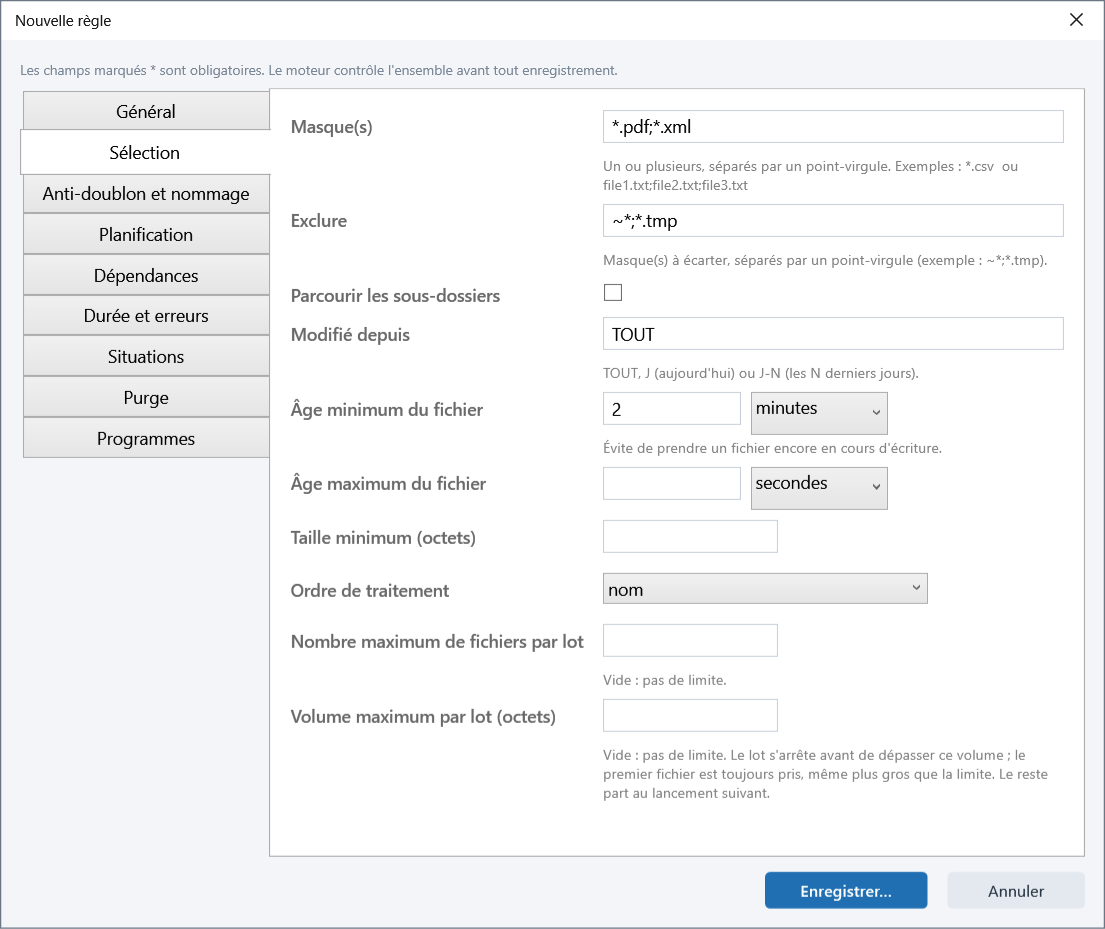 Nouvelle règle
Les champs marqués * sont obligatoires. Le moteur contrôle l'ensemble avant tout enregistrement.
Général
Sélection
Anti-doublon et nommage
Planification
Dépendances
Durée et erreurs
Situations
Purge
Programmes
Masque(s)
*.pdf;*.xml
Un ou plusieurs, séparés par un point-virgule. Exemples : *.csv  ou
file1.txt;file2.txt;file3.txt
Exclure
~*;*.tmp
Masque(s) à écarter, séparés par un point-virgule (exemple : ~*;*.tmp).
Parcourir les sous-dossiers
Modifié depuis
TOUT
TOUT, J (aujourd'hui) ou J-N (les N derniers jours).
Âge minimum du fichier
2
minutes
Évite de prendre un fichier encore en cours d'écriture.
Âge maximum du fichier
secondes
Taille minimum (octets)
Ordre de traitement
nom
Nombre maximum de fichiers par lot
Vide : pas de limite.
Volume maximum par lot (octets)
Vide : pas de limite. Le lot s'arrête avant de dépasser ce volume ; le
premier fichier est toujours pris, même plus gros que la limite. Le reste
part au lancement suivant.
Enregistrer...
Annuler